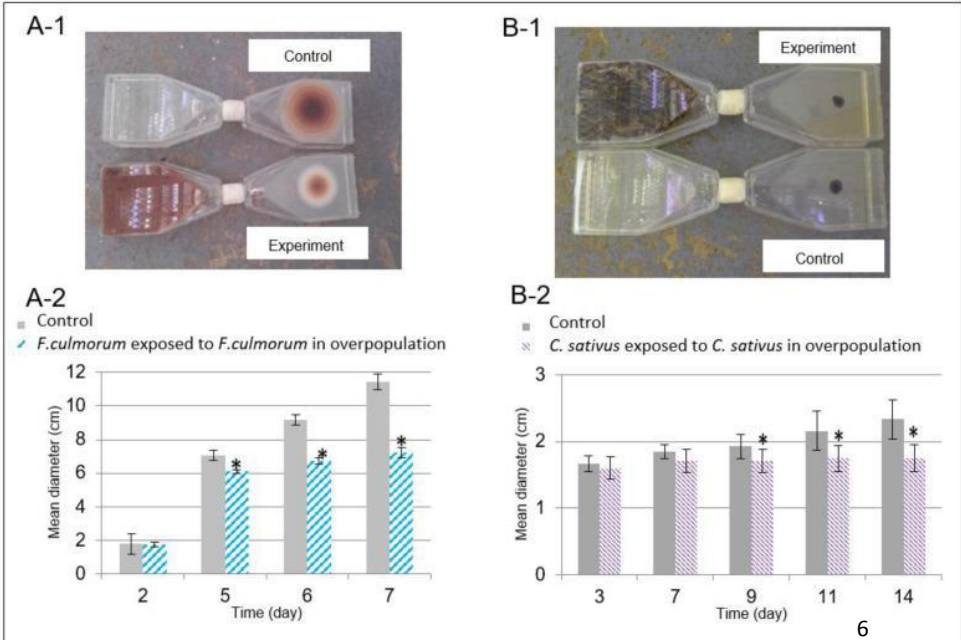 A-1
Control
Experiment
B-1
Experiment
Control
A-2
Control
F.culmorum exposed to F.culmorum in overpopulation
Mean diameter (cm)
12
10
8
6
4
2
0
*
*
*
2 5 6 7
Time (day)
B-2
Control
C. sativus exposed to C. sativus in overpopulation
Mean diameter (cm)
3
2
1
0
*
*
*
3 7 9 11 14
Time (day)
6